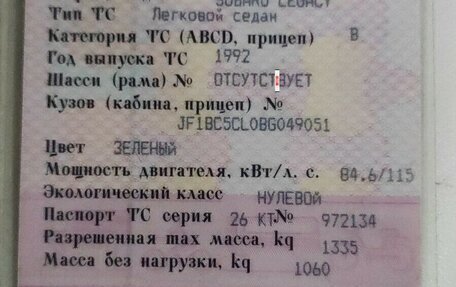 SUBARU LEGACY
Тип ТС Легковой седан
Категория ТС (ABCD, прицеп) B
Год выпуска ТС 1992
Шасси (рама) № ОТСУТСТВУЕТ
Кузов (кабина, прицеп) №
JF1BC5CL0BG049051
Цвет ЗЕЛЕНЫЙ
Мощность двигателя, кВт/л. с. 84.6/115
Экологический класс НУЛЕВОЙ
Паспорт ТС серия 26 КТ № 972134
Разрешенная max масса, kg 1335
Масса без нагрузки, kg 1060